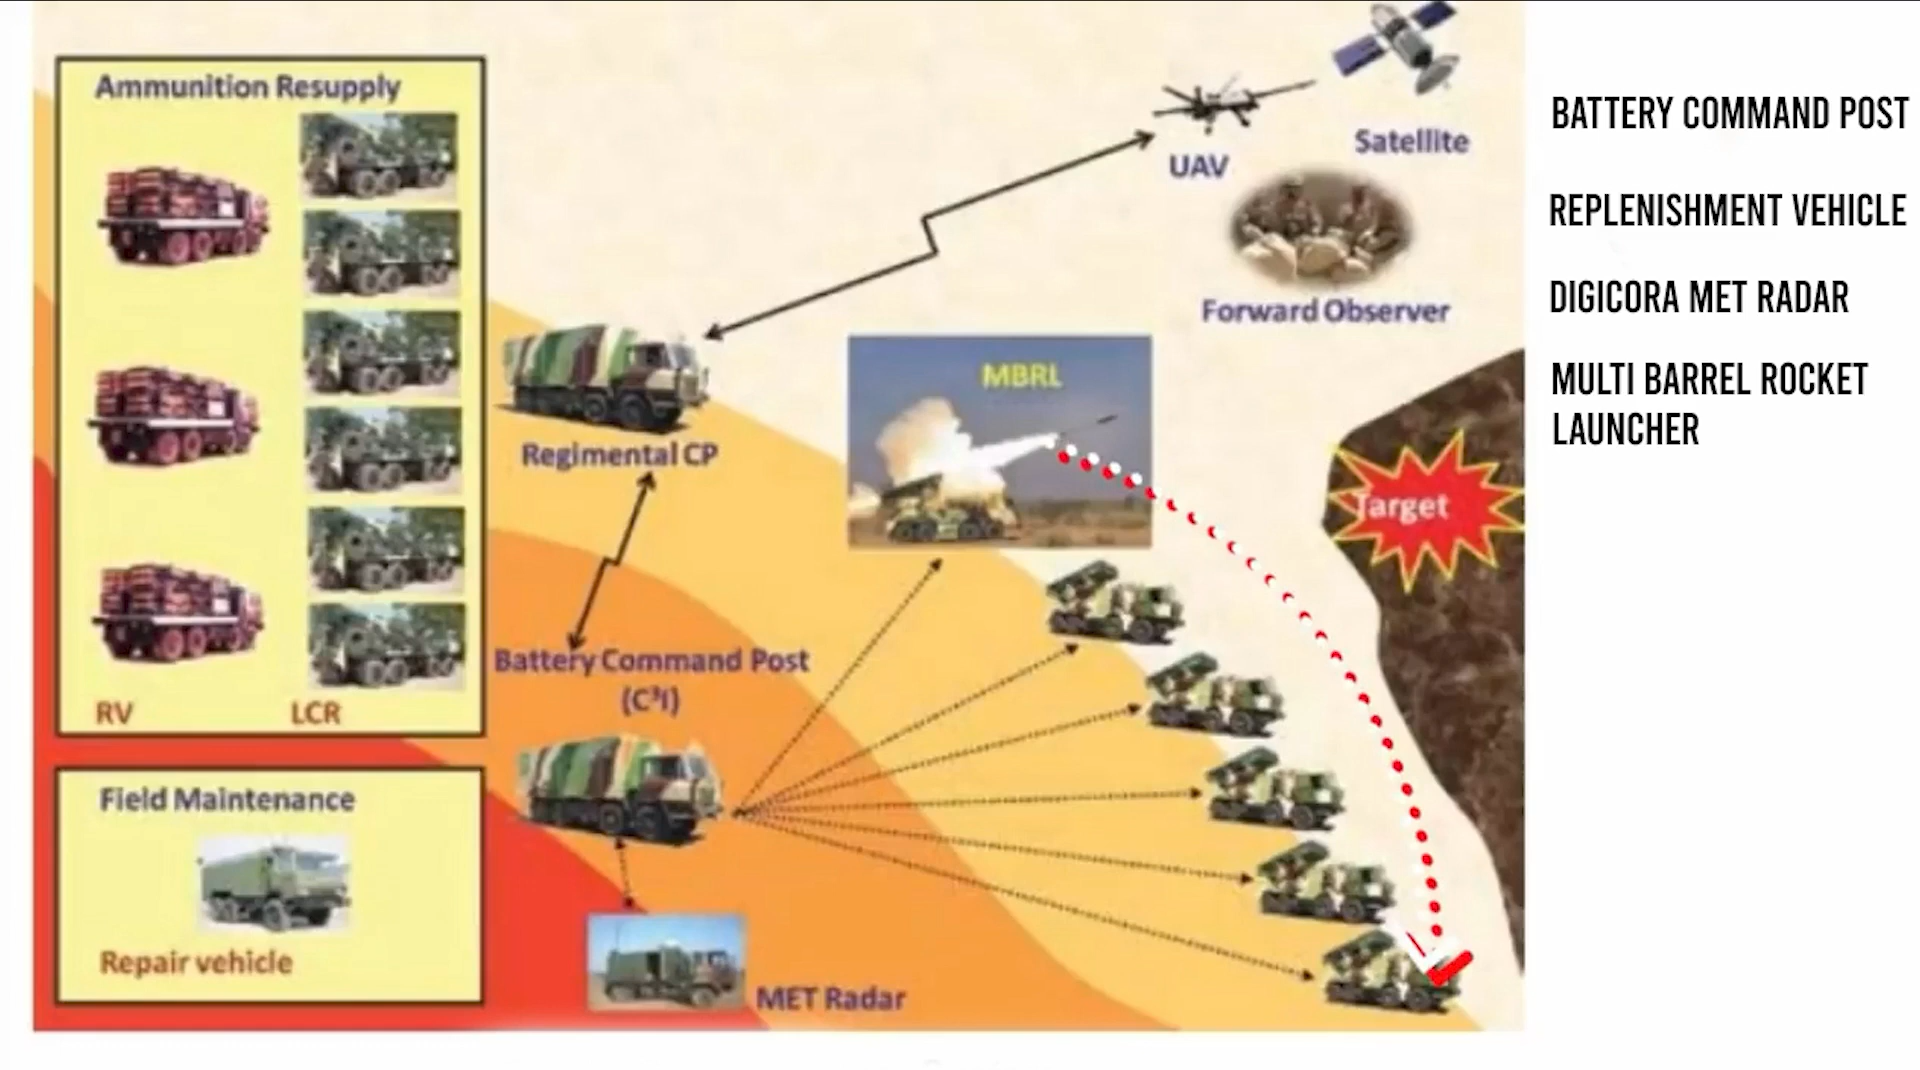 Ammunition Resupply
RV
LCR
Field Maintenance
Repair vehicle
Regimental CP
Battery Command Post
(C³I)
MET Radar
MBRL
UAV
Satellite
Forward Observer
Target
BATTERY COMMAND POST
REPLENISHMENT VEHICLE
DIGICORA MET RADAR
MULTI BARREL ROCKET
LAUNCHER